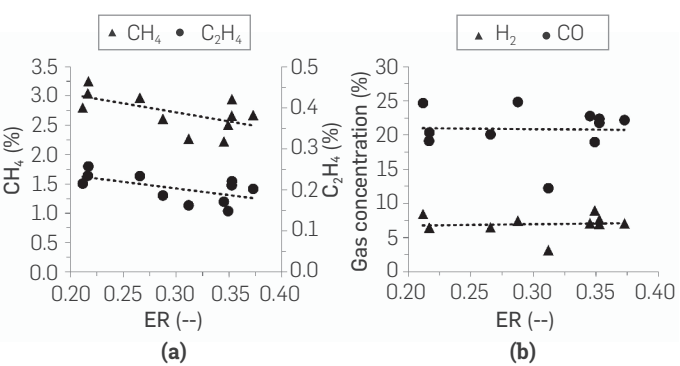 ▲ CH₄ ● C₂H₄
3.5
3.0
2.5
2.0
1.5
1.0
0.5
0.0
CH₄ (%)
0.5
0.4
0.3
0.2
0.1
0.0
C₂H₄ (%)
0.20 0.25 0.30 0.35 0.40
ER (--)
(a)
▲ H₂ ● CO
30
25
20
15
10
5
0
Gas concentration (%)
0.20 0.25 0.30 0.35 0.40
ER (--)
(b)